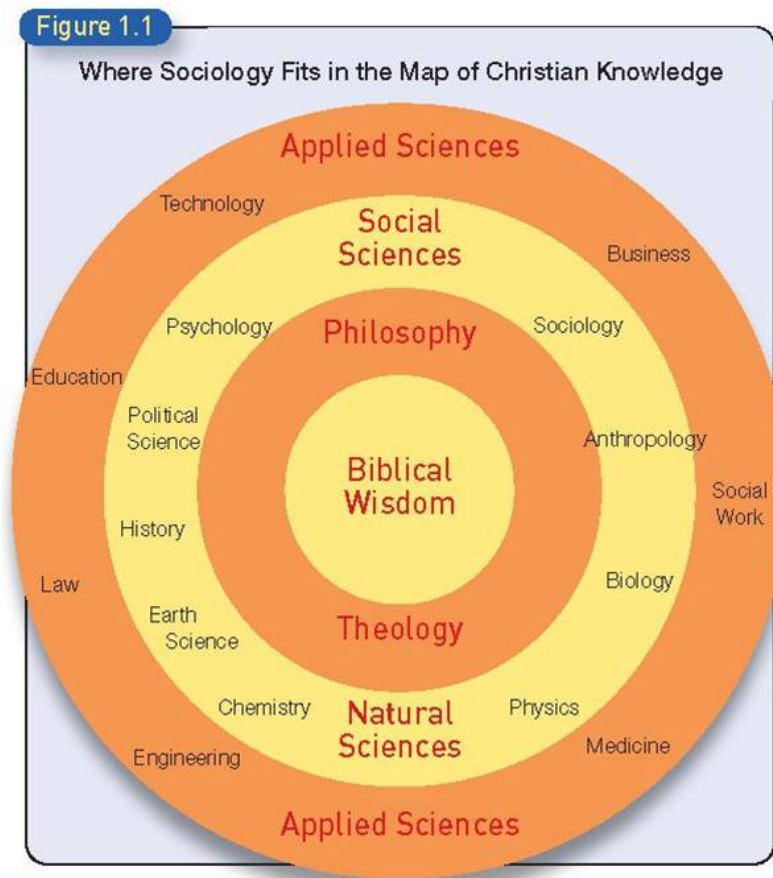 Figure 1.1
Where Sociology Fits in the Map of Christian Knowledge
Applied Sciences
Technology
Social
Sciences
Business
Psychology
Philosophy
Sociology
Education
Political
Science
Anthropology
Biblical
Wisdom
Social
Work
History
Law
Biology
Earth
Science
Theology
Chemistry
Natural
Sciences
Physics
Engineering
Medicine
Applied Sciences